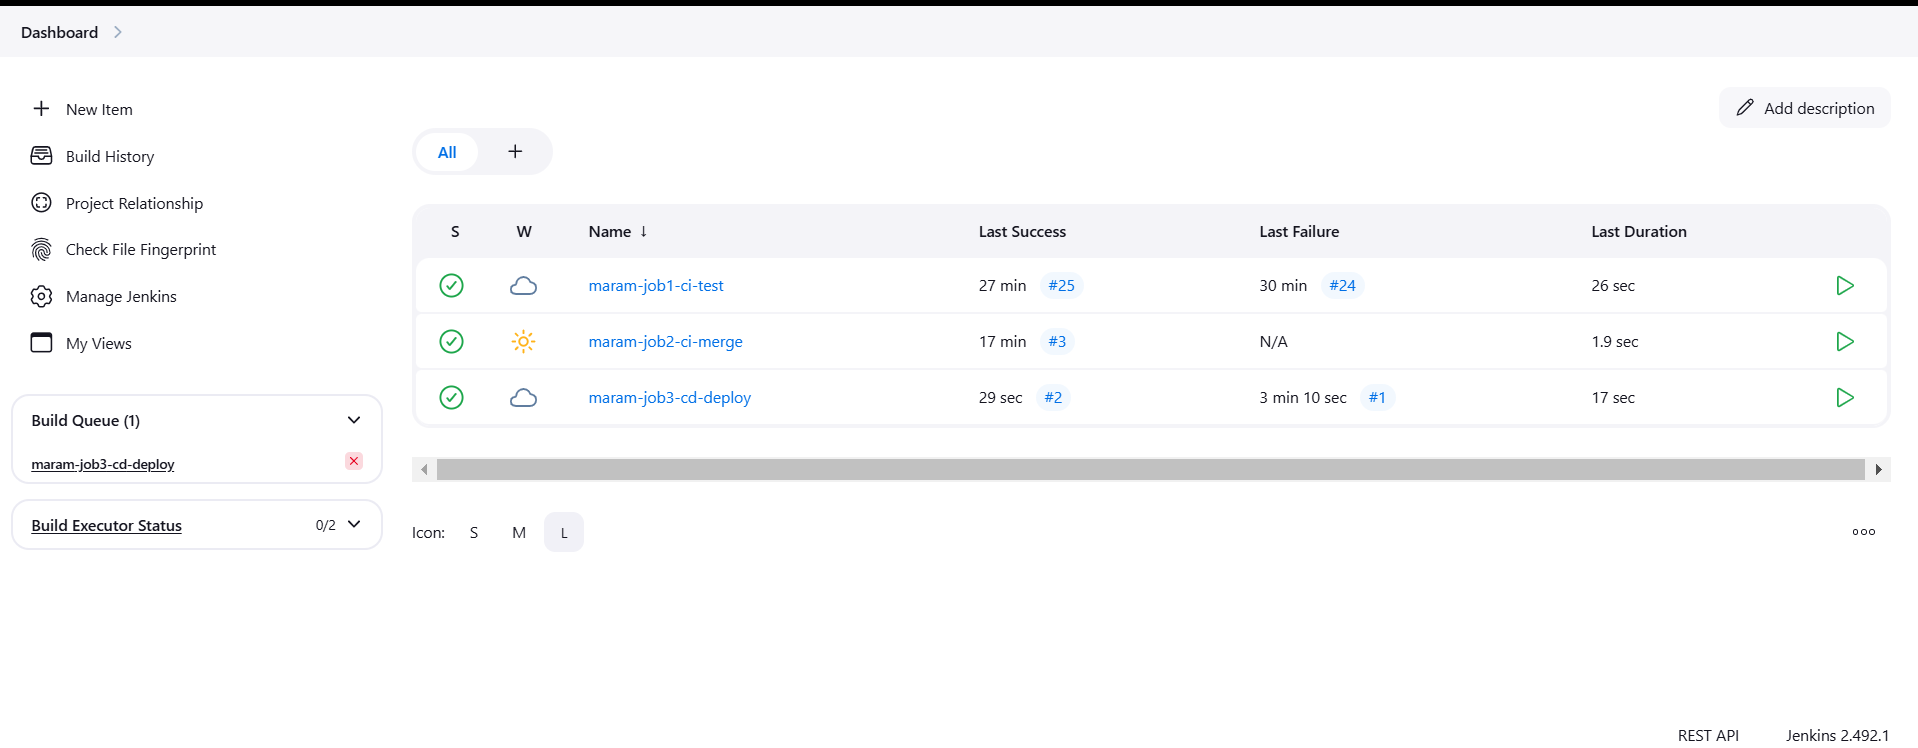 Dashboard
New Item
Build History
Project Relationship
Check File Fingerprint
Manage Jenkins
My Views
Build Queue (1)
maram-job3-cd-deploy
Build Executor Status 0/2
Add description
All +
S W Name ↓ Last Success Last Failure Last Duration
maram-job1-ci-test 27 min #25 30 min #24 26 sec
maram-job2-ci-merge 17 min #3 N/A 1.9 sec
maram-job3-cd-deploy 29 sec #2 3 min 10 sec #1 17 sec
Icon: S M L
REST API Jenkins 2.492.1